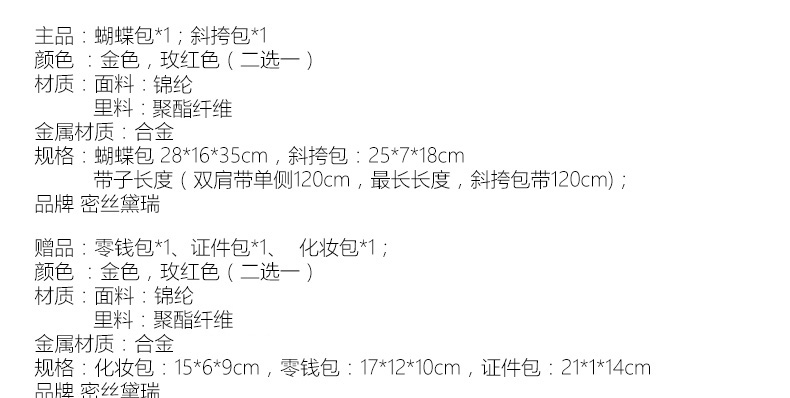 主品：蝴蝶包*1；斜挎包*1
颜色 ：金色，玫红色（二选一）
材质：面料：锦纶
里料：聚酯纤维
金属材质：合金
规格：蝴蝶包 28*16*35cm，斜挎包：25*7*18cm
带子长度（双肩带单侧120cm，最长长度，斜挎包带120cm)；
品牌 密丝黛瑞
赠品：零钱包*1、证件包*1、 化妆包*1；
颜色 ：金色，玫红色（二选一）
材质：面料：锦纶
里料：聚酯纤维
金属材质：合金
规格：化妆包：15*6*9cm，零钱包：17*12*10cm，证件包：21*1*14cm
品牌 密丝黛瑞